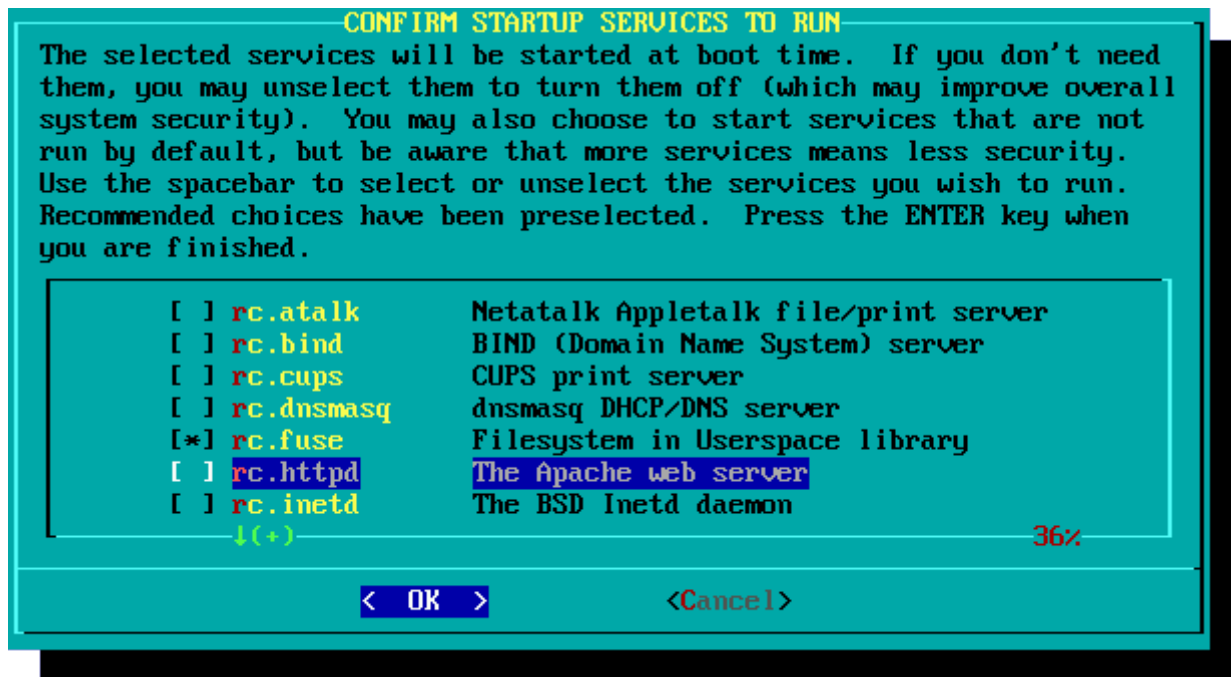 CONFIRM STARTUP SERVICES TO RUN
The selected services will be started at boot time.  If you don't need
them, you may unselect them to turn them off (which may improve overall
system security).  You may also choose to start services that are not
run by default, but be aware that more services means less security.
Use the spacebar to select or unselect the services you wish to run.
Recommended choices have been preselected.  Press the ENTER key when
you are finished.
[ ] rc.atalk Netatalk Appletalk file/print server
[ ] rc.bind BIND (Domain Name System) server
[ ] rc.cups CUPS print server
[ ] rc.dnsmasq dnsmasq DHCP/DNS server
[*] rc.fuse Filesystem in Userspace library
[ ] rc.httpd The Apache web server
[ ] rc.inetd The BSD Inetd daemon
↓(+) 36%
< OK > <Cancel>